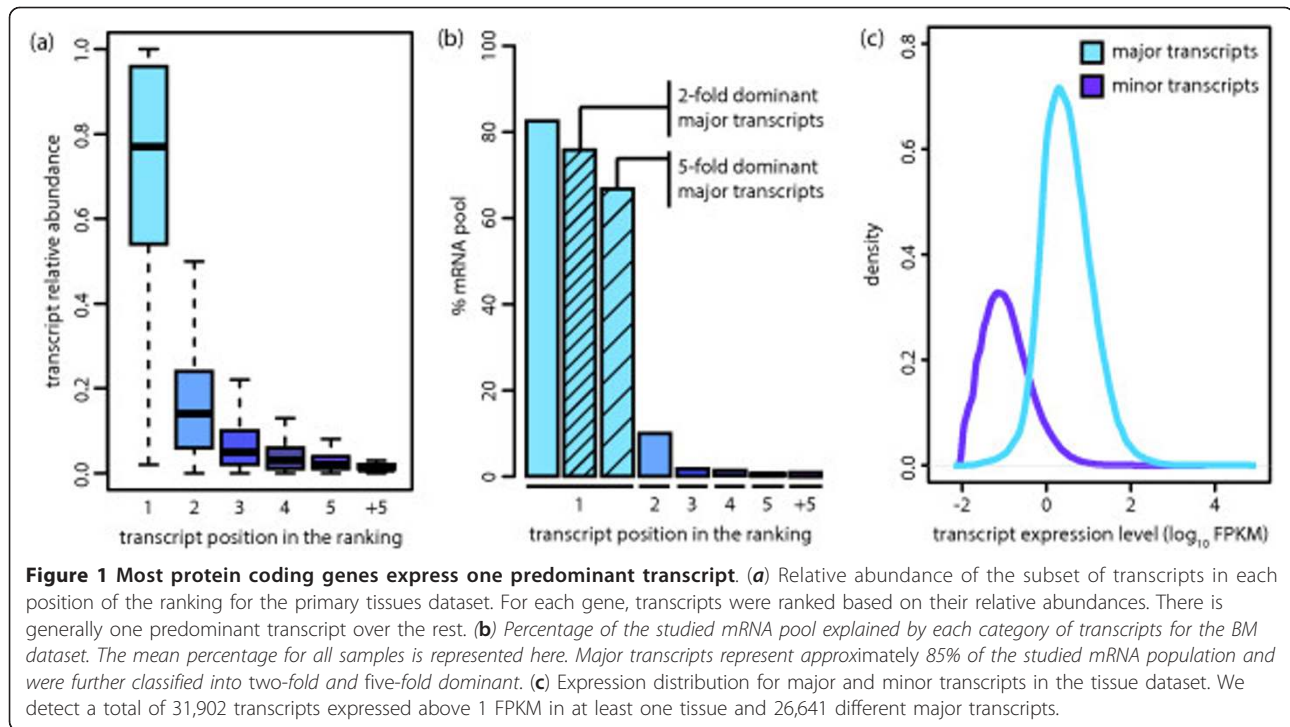 (a)
1.0
0.8
0.6
0.4
0.2
0.0
transcript relative abundance
1 2 3 4 5 +5
transcript position in the ranking
(b)
100
80
60
40
20
0
% mRNA pool
2-fold dominant
major transcripts
5-fold dominant
major transcripts
1 2 3 4 5 +5
transcript position in the ranking
(c)
0.8
0.6
0.4
0.2
0.0
density
major transcripts
minor transcripts
-2 0 2 4
transcript expression level (log10 FPKM)
Figure 1 Most protein coding genes express one predominant transcript. (a) Relative abundance of the subset of transcripts in each
position of the ranking for the primary tissues dataset. For each gene, transcripts were ranked based on their relative abundances. There is
generally one predominant transcript over the rest. (b) Percentage of the studied mRNA pool explained by each category of transcripts for the BM
dataset. The mean percentage for all samples is represented here. Major transcripts represent approximately 85% of the studied mRNA population and
were further classified into two-fold and five-fold dominant. (c) Expression distribution for major and minor transcripts in the tissue dataset. We
detect a total of 31,902 transcripts expressed above 1 FPKM in at least one tissue and 26,641 different major transcripts.